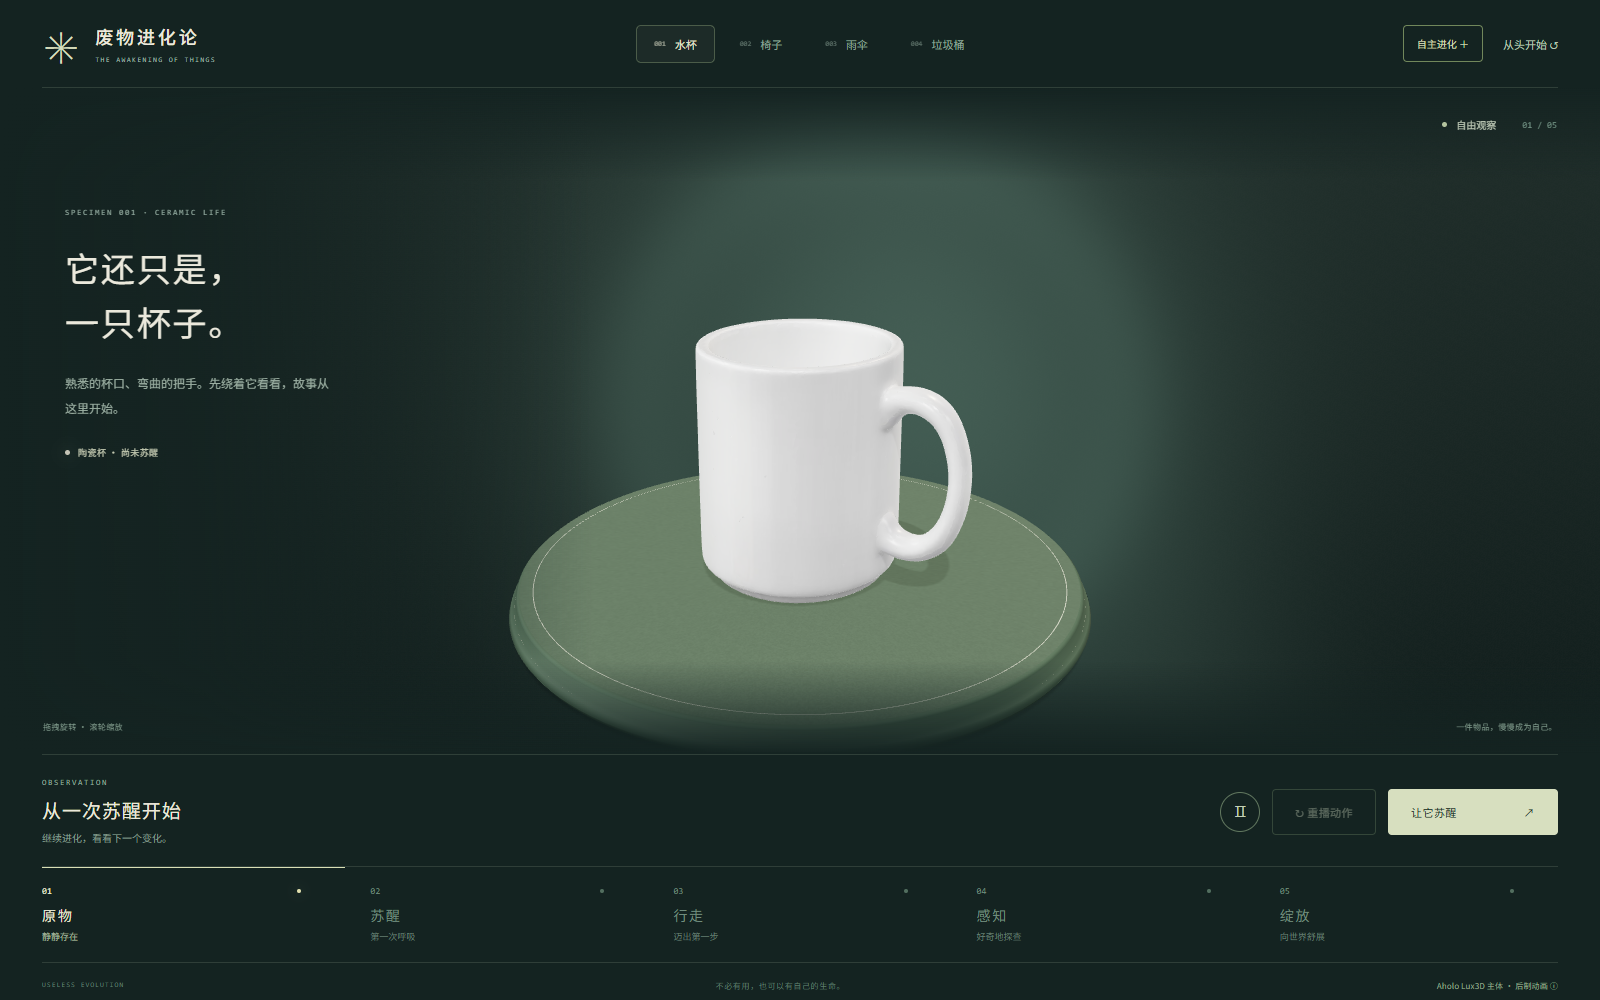 废物进化论
THE AWAKENING OF THINGS
001 水杯
002 椅子
003 雨伞
004 垃圾桶
自主进化 +
从头开始 ↺
自由观察
01 / 05
SPECIMEN 001 · CERAMIC LIFE
它还只是，
一只杯子。
熟悉的杯口、弯曲的把手。先绕着它看看，故事从
这里开始。
陶瓷杯 · 尚未苏醒
拖拽旋转 · 滚轮缩放
一件物品，慢慢成为自己。
OBSERVATION
从一次苏醒开始
继续进化，看看下一个变化。
↻ 重播动作
让它苏醒 ↗
01
原物
静静存在
02
苏醒
第一次呼吸
03
行走
迈出第一步
04
感知
好奇地探查
05
绽放
向世界舒展
USELESS EVOLUTION
不必有用，也可以有自己的生命。
Aholo Lux3D 主体 · 后制动画 ⓘ